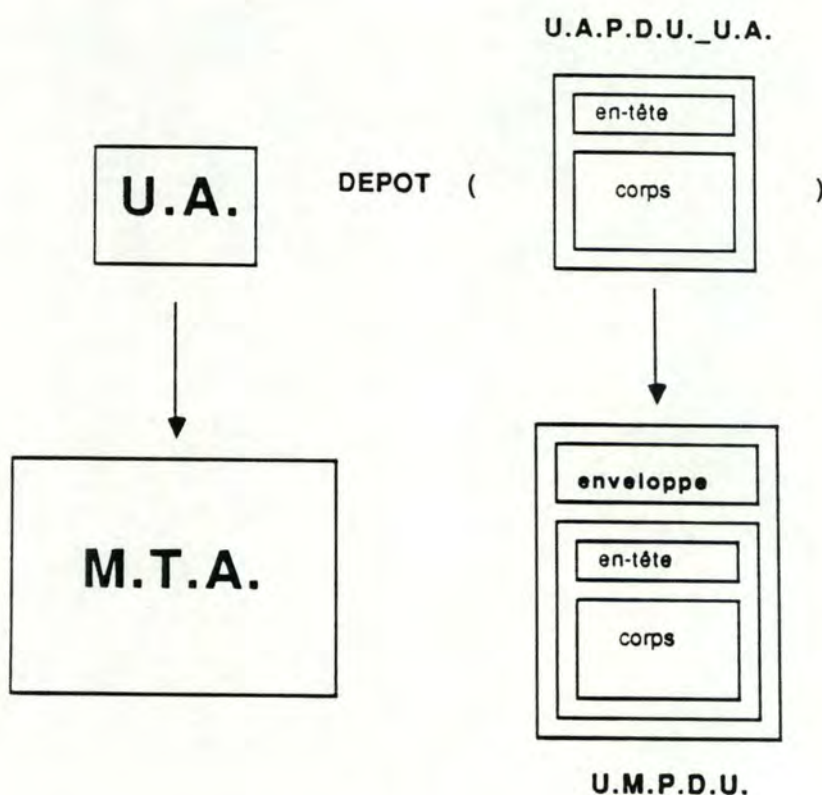 U.A.P.D.U._U.A.
en-tête
U.A. DEPOT ( corps )
enveloppe
M.T.A. en-tête
corps
U.M.P.D.U.